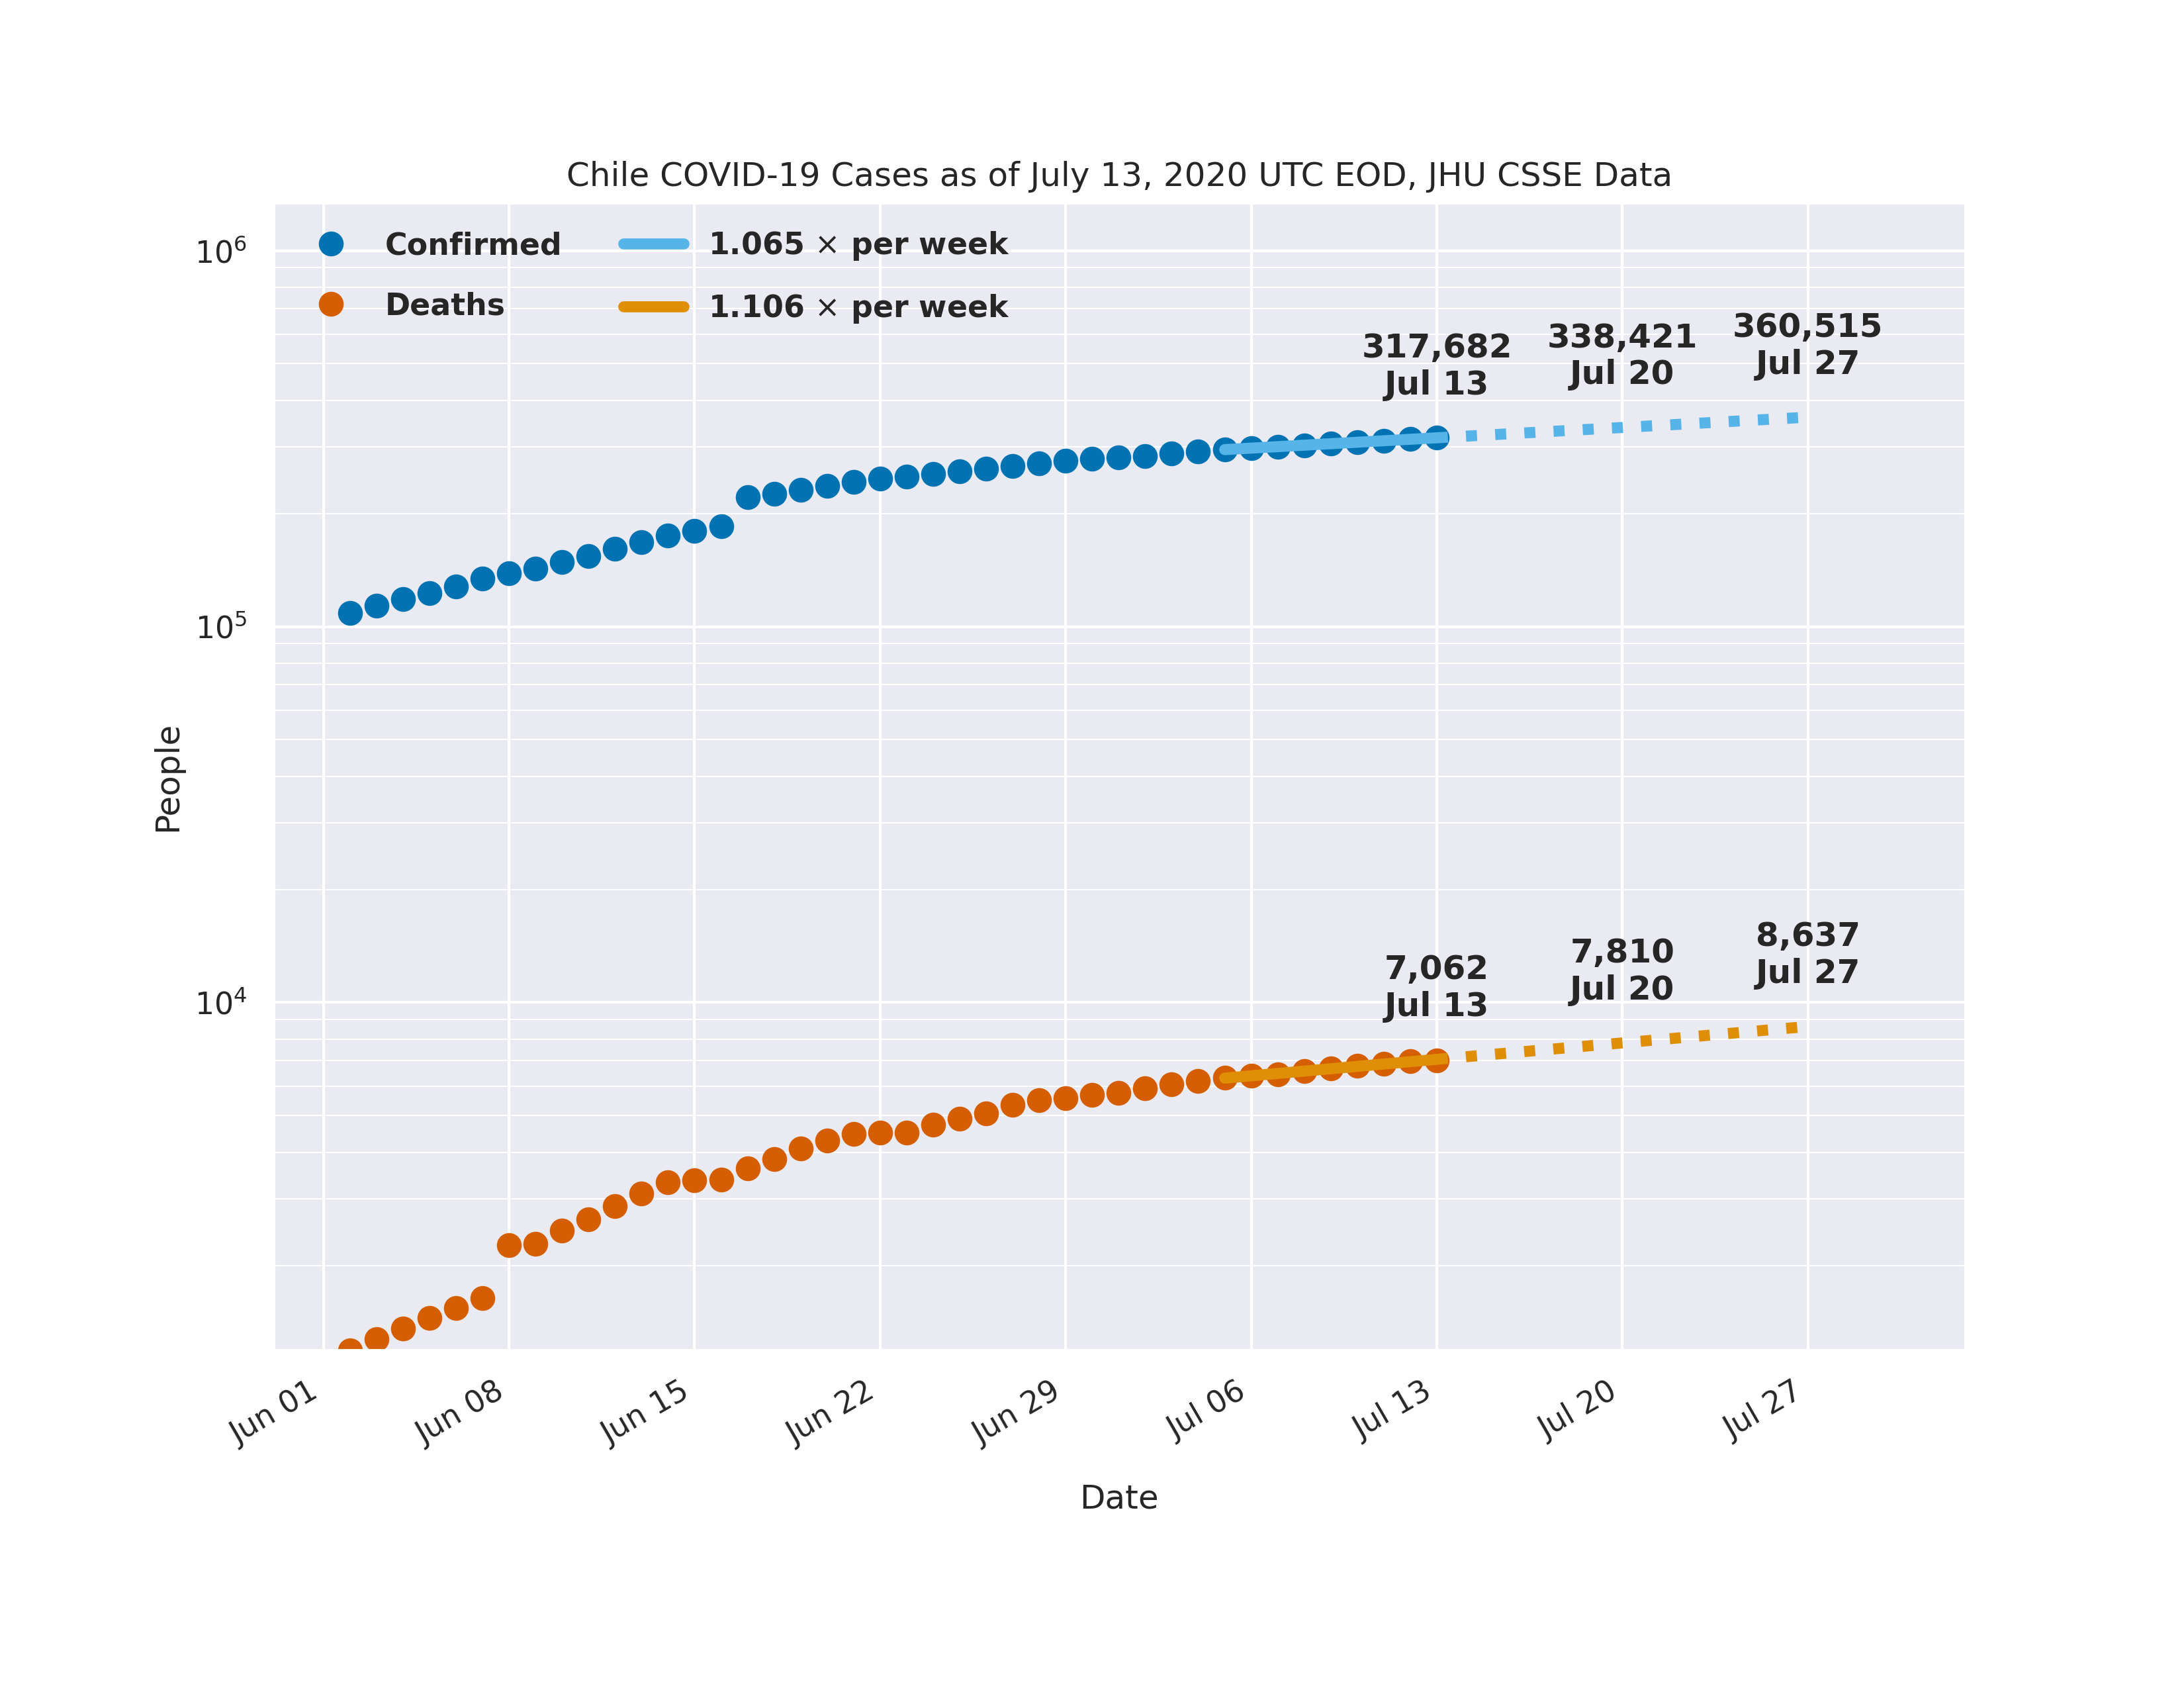 Chile COVID-19 Cases as of July 13, 2020 UTC EOD, JHU CSSE Data
Confirmed
Deaths
1.065 × per week
1.106 × per week
317,682
Jul 13
338,421
Jul 20
360,515
Jul 27
7,062
Jul 13
7,810
Jul 20
8,637
Jul 27
10⁶
10⁵
10⁴
People
Jun 01
Jun 08
Jun 15
Jun 22
Jun 29
Jul 06
Jul 13
Jul 20
Jul 27
Date